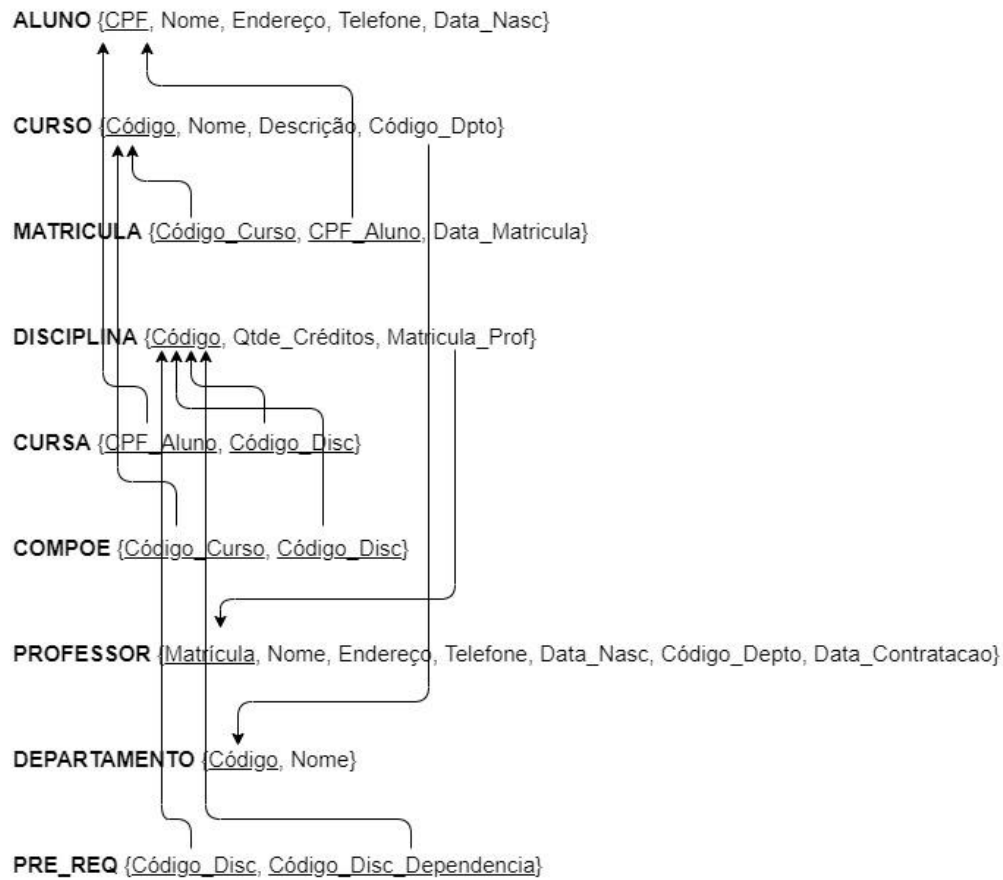 ALUNO {CPF, Nome, Endereço, Telefone, Data_Nasc}
CURSO {Código, Nome, Descrição, Código_Dpto}
MATRICULA {Código_Curso, CPF_Aluno, Data_Matricula}
DISCIPLINA {Código, Qtde_Créditos, Matricula_Prof}
CURSA {CPF_Aluno, Código_Disc}
COMPOE {Código_Curso, Código_Disc}
PROFESSOR {Matrícula, Nome, Endereço, Telefone, Data_Nasc, Código_Depto, Data_Contratacao}
DEPARTAMENTO {Código, Nome}
PRE_REQ {Código_Disc, Código_Disc_Dependencia}